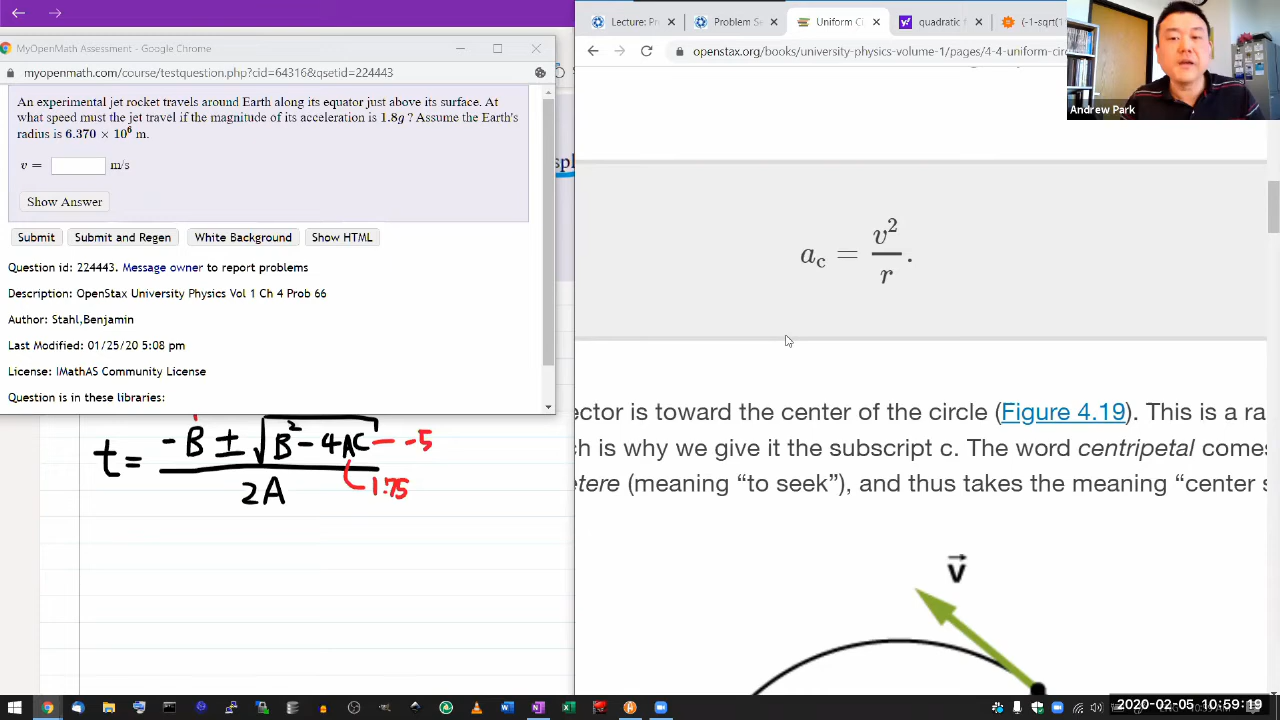 MyOpenMath Assessment - Google Chrome
myopenmath.com/course/testquestion.php?cid=64316&qsetid=224443
An experimental jet rocket travels around Earth along its equator just above its surface. At
what speed must the jet travel if the magnitude of its acceleration is 1.8g ? Assume the Earth's
radius is 6.370 × 10⁶ m.
v = m/s
Show Answer
Submit Submit and Regen White Background Show HTML
Question id: 224443. Message owner to report problems
Description: OpenStax University Physics Vol 1 Ch 4 Prob 66
Author: Stahl,Benjamin
Last Modified: 01/25/20 5:08 pm
License: IMathAS Community License
Question is in these libraries:
spl
t = -B ± √B² - 4AC -5
2A 1.75
Lecture: Pr Problem Se Uniform Ci quadratic (-1-sqrt(1
openstax.org/books/university-physics-volume-1/pages/4-4-uniform-circ
Andrew Park
a_c = v²/r.
ector is toward the center of the circle (Figure 4.19). This is a ra
ch is why we give it the subscript c. The word centripetal comes
etere (meaning “to seek”), and thus takes the meaning “center s
v⃗
2020-02-05 10:59:19